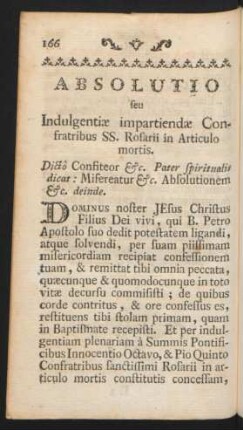 166
ABSOLUTIO
seu
Indulgentiæ impartiendæ Con-
fratribus SS. Rosarii in Articulo
mortis.
Dictô Confiteor &c. Pater spiritualis
dicat: Misereatur &c. Absolutionem
&c. deinde.
DOMINUS noster JEsus Christus
Filius Dei vivi, qui B. Petro
Apostolo suo dedit potestatem ligandi,
atque solvendi, per suam piissimam
misericordiam recipiat confessionem
tuam, & remittat tibi omnia peccata,
quæcunque & quomodocunque in toto
vitæ decursu commisisti; de quibus
corde contritus, & ore confessus es,
restituens tibi stolam primam, quam
in Baptismate recepisti. Et per indul-
gentiam plenariam à Summis Pontifi-
cibus Innocentio Octavo, & Pio Quinto
Confratribus sanctissimi Rosarii in ar-
ticulo mortis constitutis concessam,